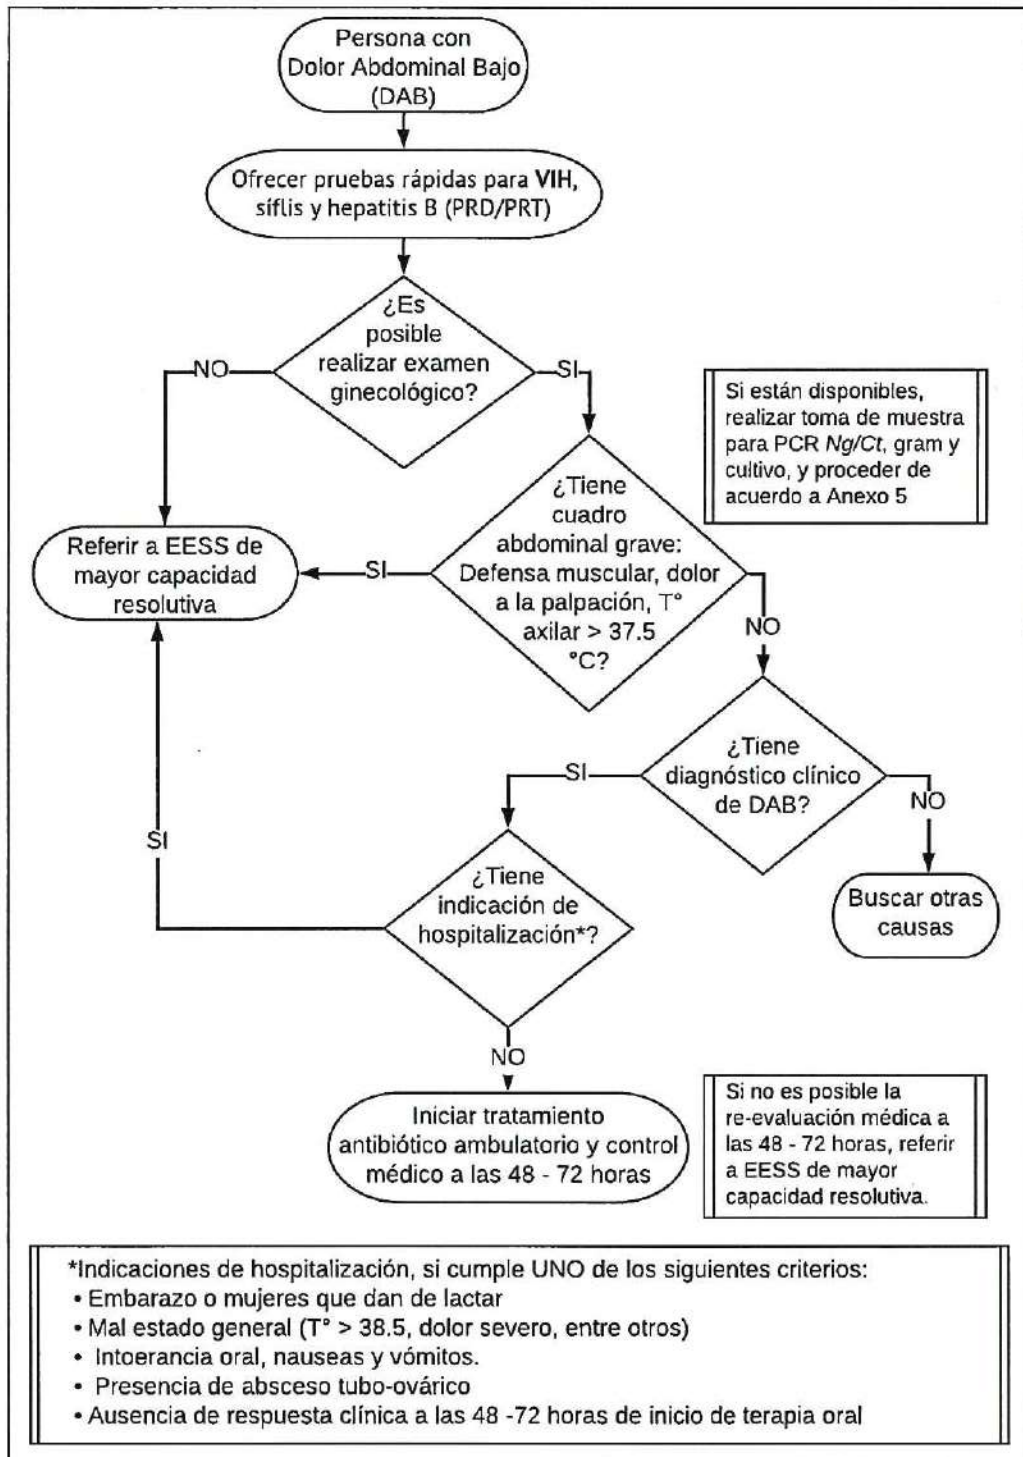 Persona con
Dolor Abdominal Bajo
(DAB)
Ofrecer pruebas rápidas para VIH,
síflis y hepatitis B (PRD/PRT)
¿Es
posible
realizar examen
ginecológico?
NO
SI
Si están disponibles,
realizar toma de muestra
para PCR Ng/Ct, gram y
cultivo, y proceder de
acuerdo a Anexo 5
¿Tiene
cuadro
abdominal grave:
Defensa muscular, dolor
a la palpación, T°
axilar > 37.5
°C?
SI
Referir a EESS de
mayor capacidad
resolutiva
NO
¿Tiene
diagnóstico clínico
de DAB?
SI
NO
Buscar otras
causas
¿Tiene
indicación de
hospitalización*?
SI
NO
Iniciar tratamiento
antibiótico ambulatorio y control
médico a las 48 - 72 horas
Si no es posible la
re-evaluación médica a
las 48 - 72 horas, referir
a EESS de mayor
capacidad resolutiva.
*Indicaciones de hospitalización, si cumple UNO de los siguientes criterios:
• Embarazo o mujeres que dan de lactar
• Mal estado general (T° > 38.5, dolor severo, entre otros)
• Intoerancia oral, nauseas y vómitos.
• Presencia de absceso tubo-ovárico
• Ausencia de respuesta clínica a las 48 -72 horas de inicio de terapia oral